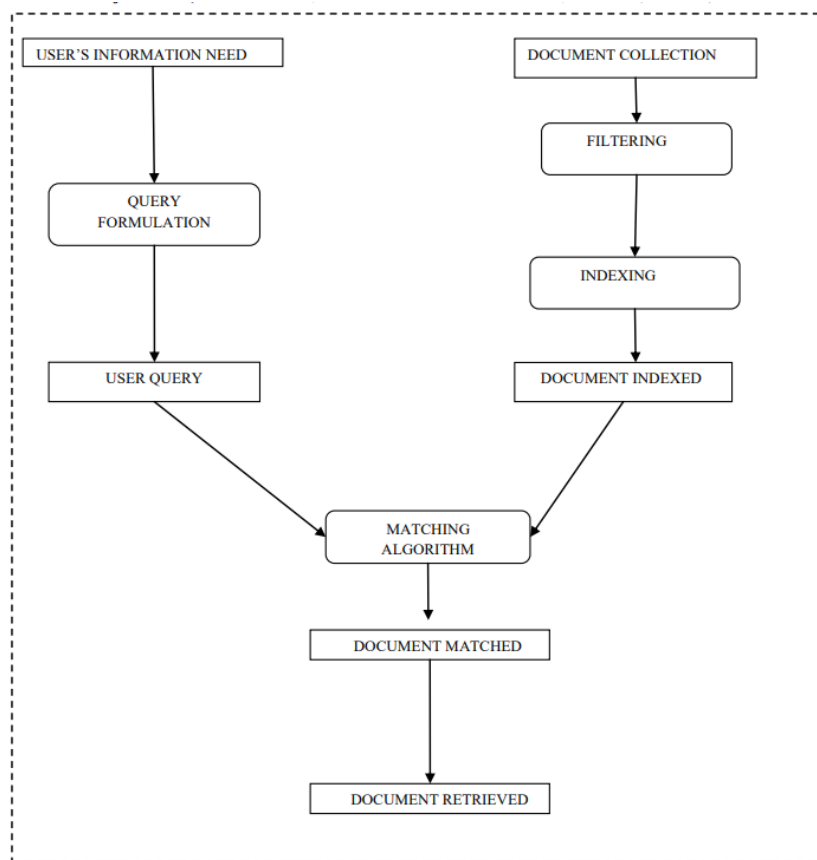 USER'S INFORMATION NEED
DOCUMENT COLLECTION
FILTERING
QUERY
FORMULATION
INDEXING
USER QUERY
DOCUMENT INDEXED
MATCHING
ALGORITHM
DOCUMENT MATCHED
DOCUMENT RETRIEVED